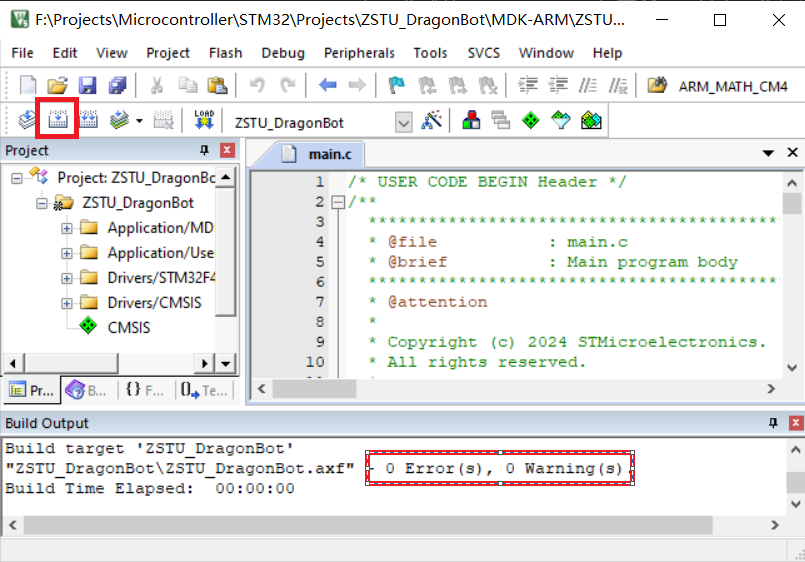 F:\Projects\Microcontroller\STM32\Projects\ZSTU_DragonBot\MDK-ARM\ZSTU...
File Edit View Project Flash Debug Peripherals Tools SVCS Window Help
ARM_MATH_CM4
LOAD ZSTU_DragonBot
Project
Project: ZSTU_DragonBo
ZSTU_DragonBot
Application/MD
Application/Use
Drivers/STM32F4
Drivers/CMSIS
CMSIS
Pr... B... {} F... {} Te...
main.c
1 /* USER CODE BEGIN Header */
2 /**
3 *******************************************
4 * @file : main.c
5 * @brief : Main program body
6 *******************************************
7 * @attention
8 *
9 * Copyright (c) 2024 STMicroelectronics.
10 * All rights reserved.
Build Output
Build target 'ZSTU_DragonBot'
"ZSTU_DragonBot\ZSTU_DragonBot.axf" - 0 Error(s), 0 Warning(s).
Build Time Elapsed: 00:00:00